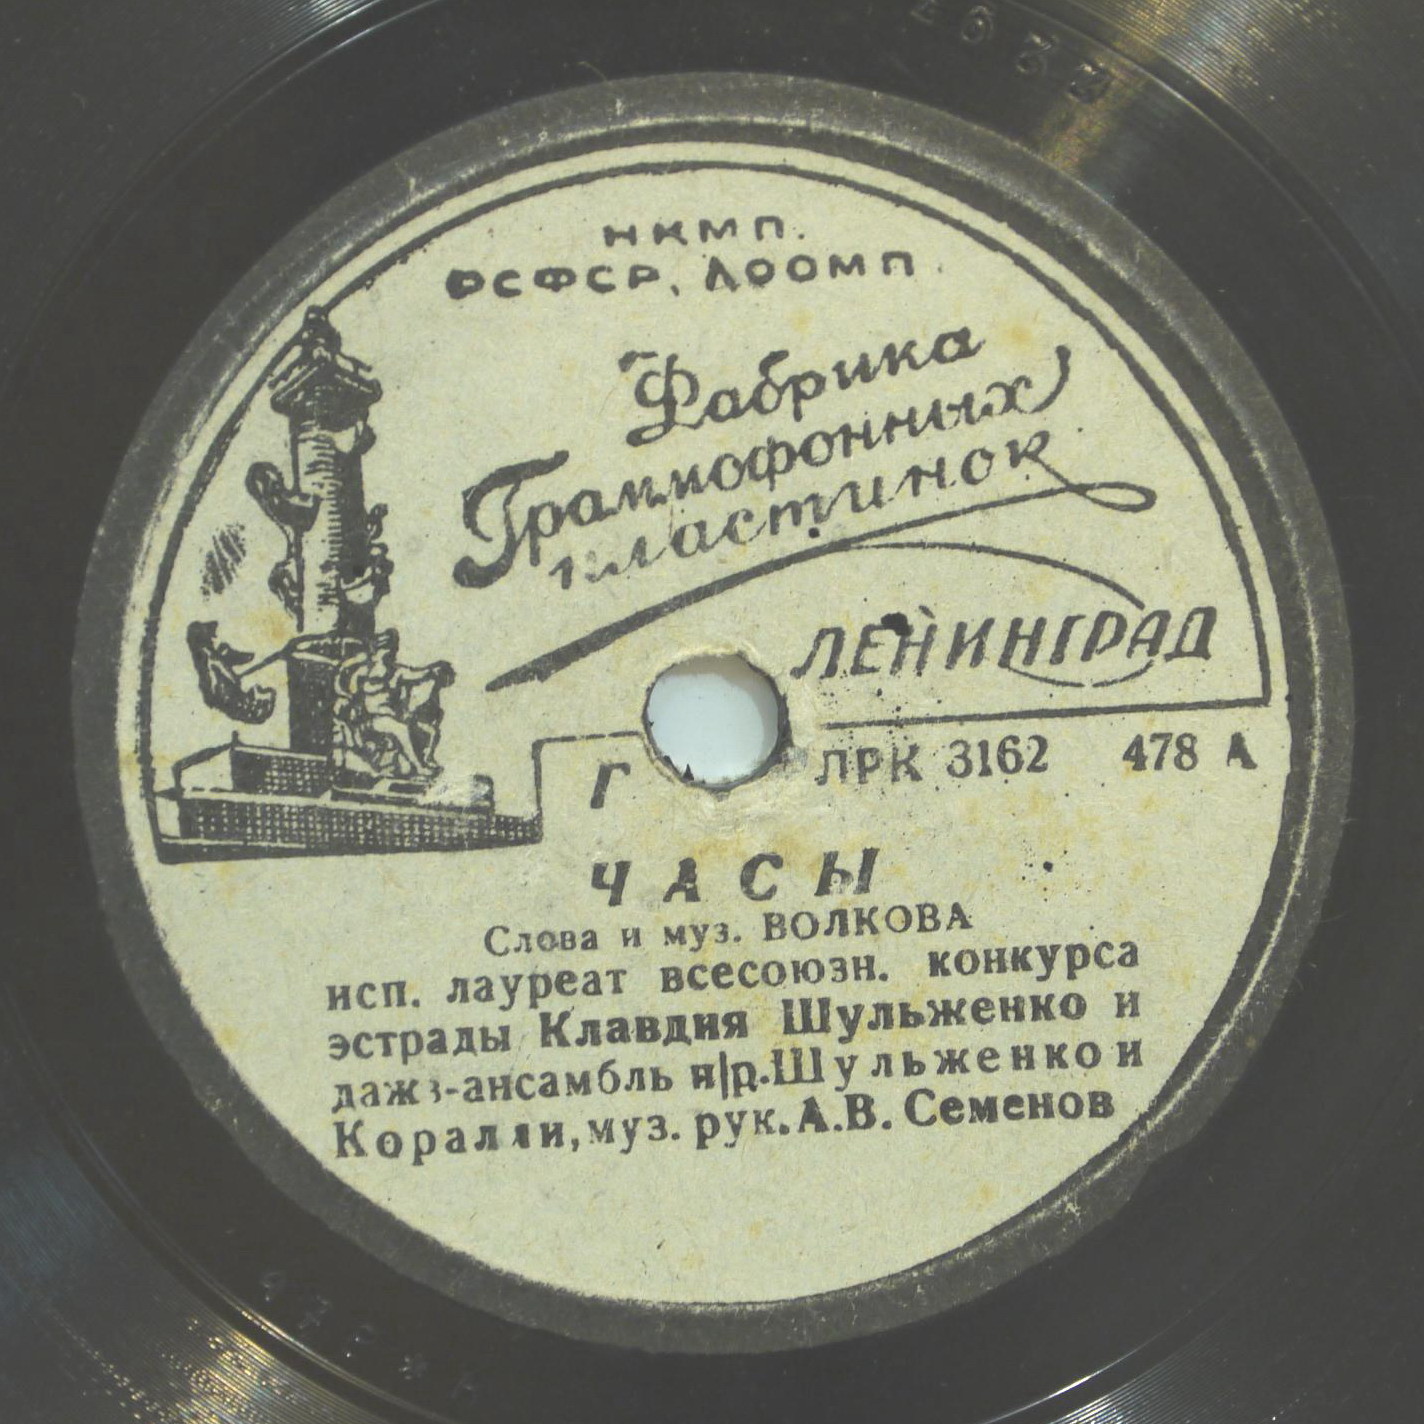 НКМП.
РСФСР, ЛООМП.
Фабрика
Граммофонных
пластинок
ЛЕНИНГРАД
Г ЛРК 3162 478 А
ЧАСЫ
Слова и муз. ВОЛКОВА
исп. лауреат всесоюзн. конкурса
эстрады Клавдия Шульженко и
дажз-ансамбль п/р.Шульженко и
Коралли, муз. рук. А.В. Семенов